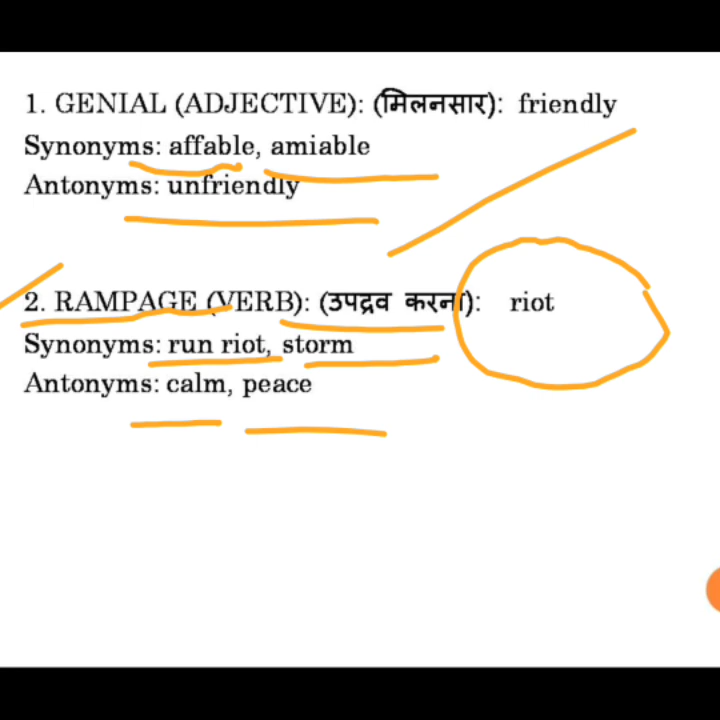 1. GENIAL (ADJECTIVE): (मिलनसार): friendly
Synonyms: affable, amiable
Antonyms: unfriendly
2. RAMPAGE (VERB): (उपद्रव करना): riot
Synonyms: run riot, storm
Antonyms: calm, peace